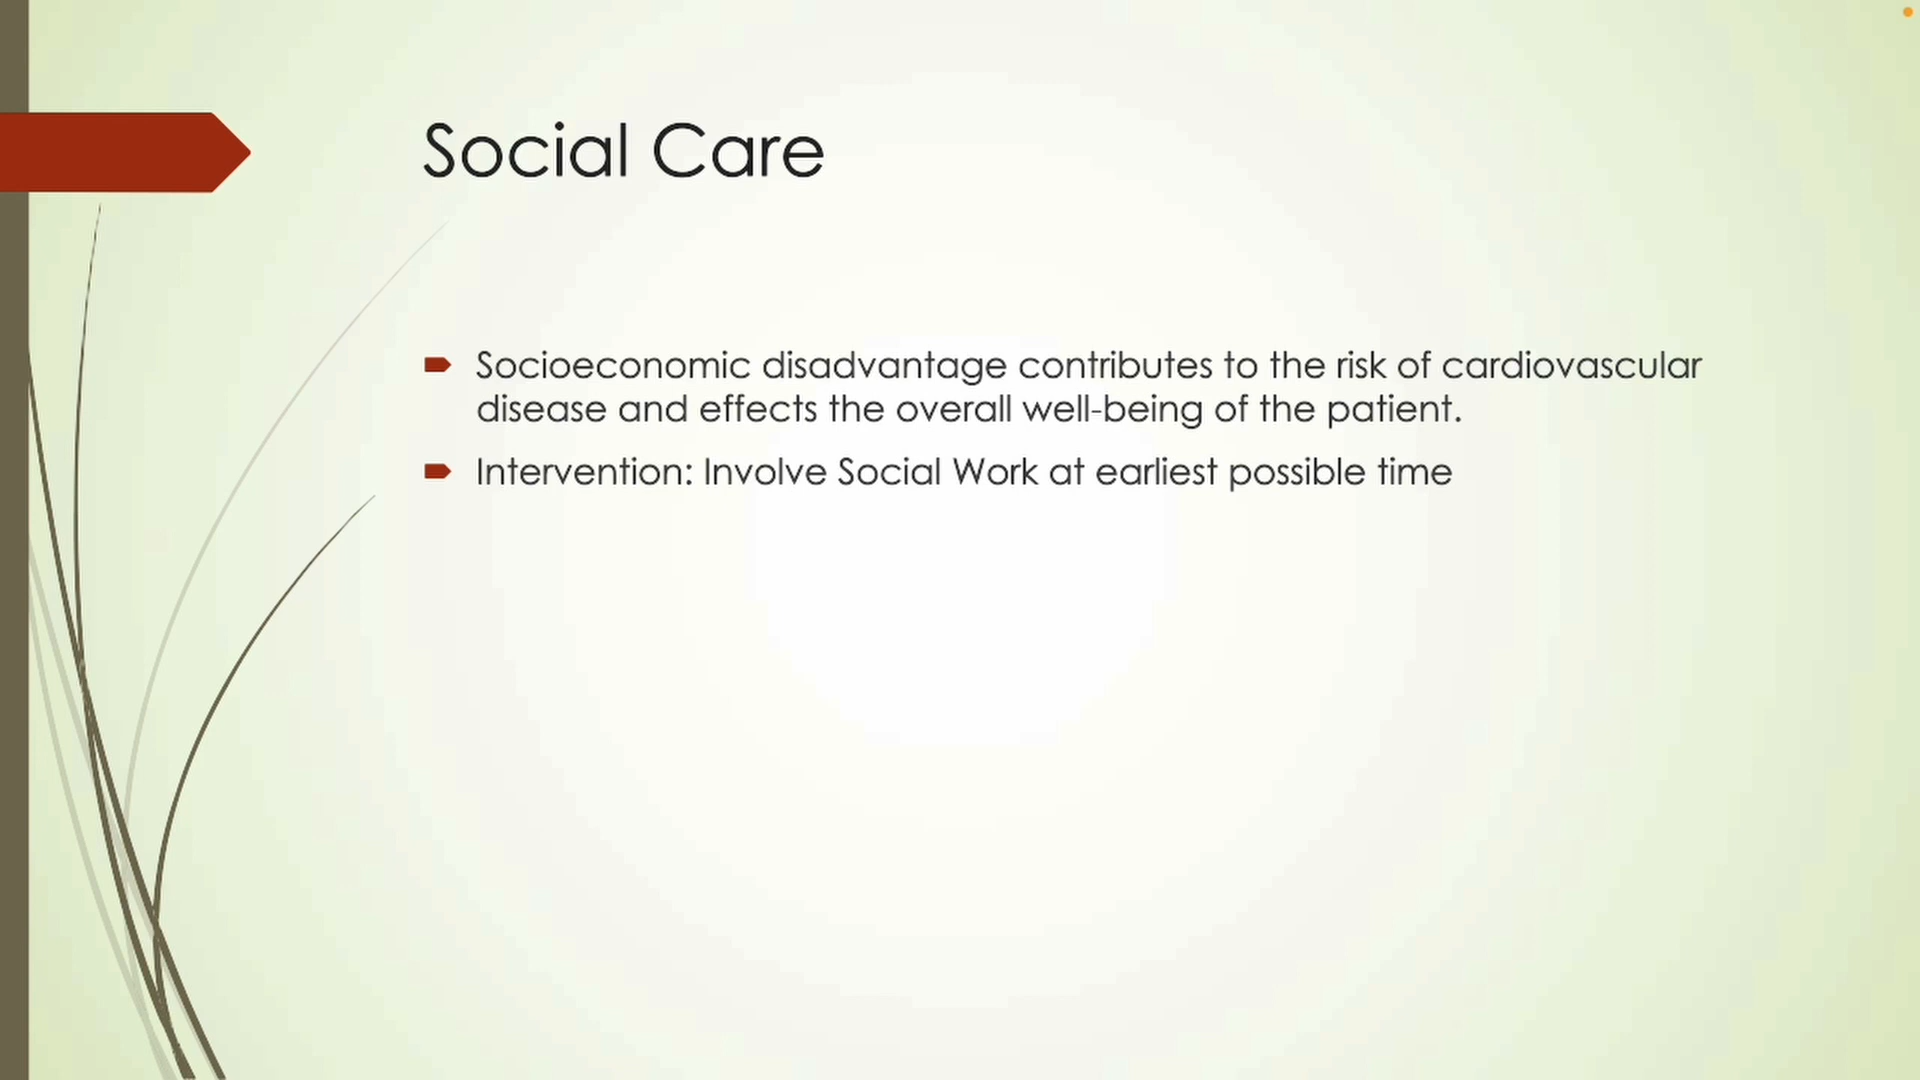 Social Care
Socioeconomic disadvantage contributes to the risk of cardiovascular
disease and effects the overall well-being of the patient.
Intervention: Involve Social Work at earliest possible time